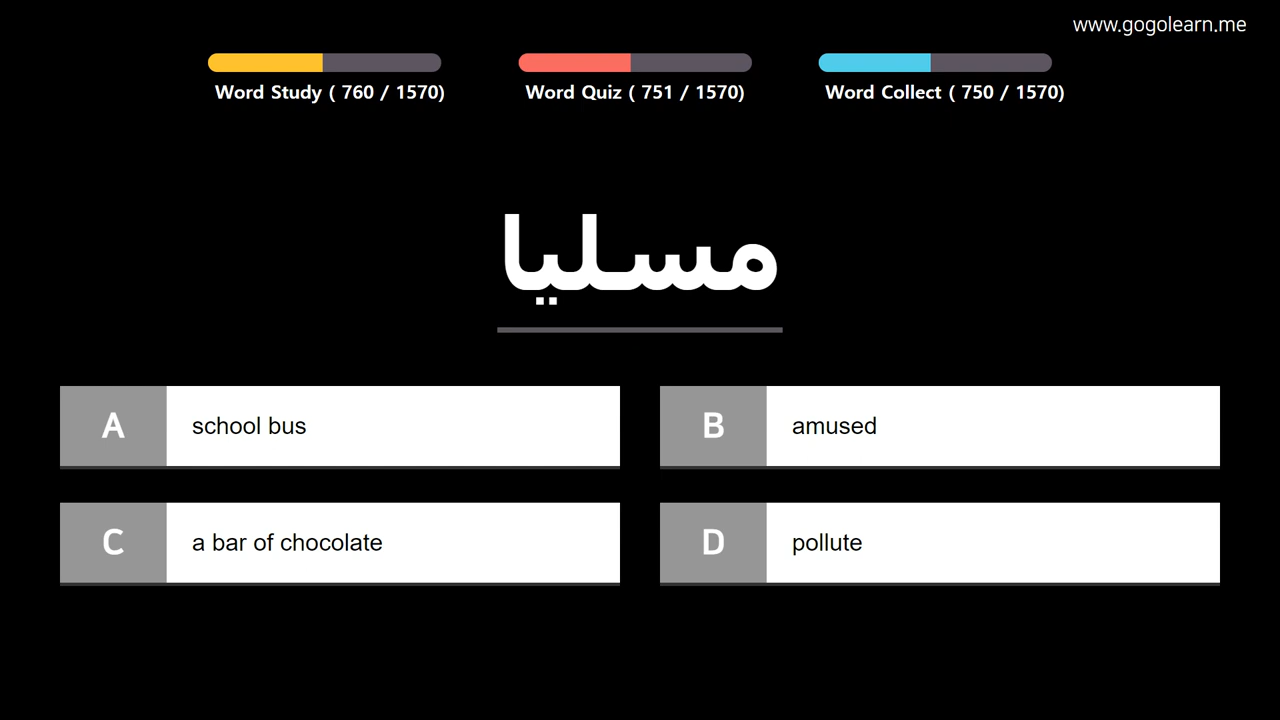 www.gogolearn.me
Word Study ( 760 / 1570)
Word Quiz ( 751 / 1570)
Word Collect ( 750 / 1570)
مسليا
A
school bus
B
amused
C
a bar of chocolate
D
pollute